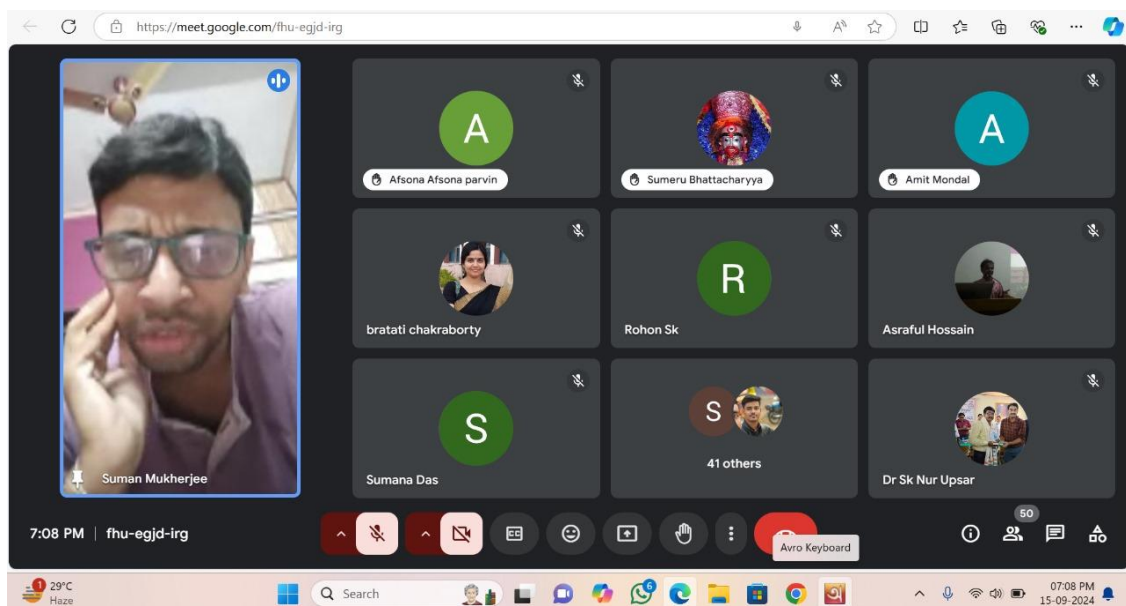 https://meet.google.com/fhu-egjd-irg
A
Afsona Afsona parvin
Sumeru Bhattacharyya
A
Amit Mondal
bratati chakraborty
R
Rohon Sk
Asraful Hossain
Suman Mukherjee
S
Sumana Das
S
41 others
Dr Sk Nur Upsar
7:08 PM | fhu-egjd-irg
Avro Keyboard
50
1
29°C
Haze
Search
6
অ
07:08 PM
15-09-2024